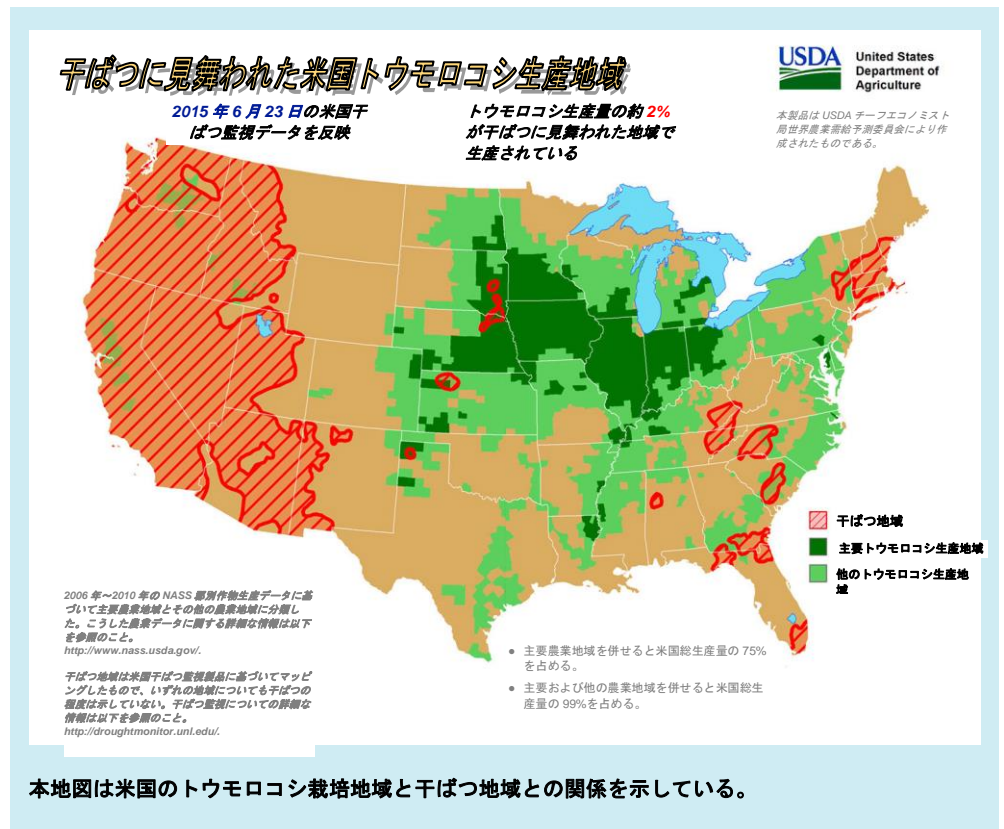 干ばつに見舞われた米国トウモロコシ生産地域
USDA
United States
Department of
Agriculture
2015 年 6 月 23 日の米国干
ばつ監視データを反映
トウモロコシ生産量の約 2%
が干ばつに見舞われた地域で
生産されている
本製品は USDA チーフエコノミスト
局世界農業需給予測委員会により作
成されたものである。
干ばつ地域
主要トウモロコシ生産地域
他のトウモロコシ生産地
域
2006 年～2010 年の NASS 郡別作物生産データに基
づいて主要農業地域とその他の農業地域に分類し
た。こうした農業データに関する詳細な情報は以下
を参照のこと。
http://www.nass.usda.gov/.
干ばつ地域は米国干ばつ監視製品に基づいてマッピ
ングしたもので、いずれの地域についても干ばつの
程度は示していない。干ばつ監視についての詳細な
情報は以下を参照のこと。
http://droughtmonitor.unl.edu/.
● 主要農業地域を併せると米国総生産量の 75%
を占める。
● 主要および他の農業地域を併せると米国総生
産量の 99%を占める。
本地図は米国のトウモロコシ栽培地域と干ばつ地域との関係を示している。